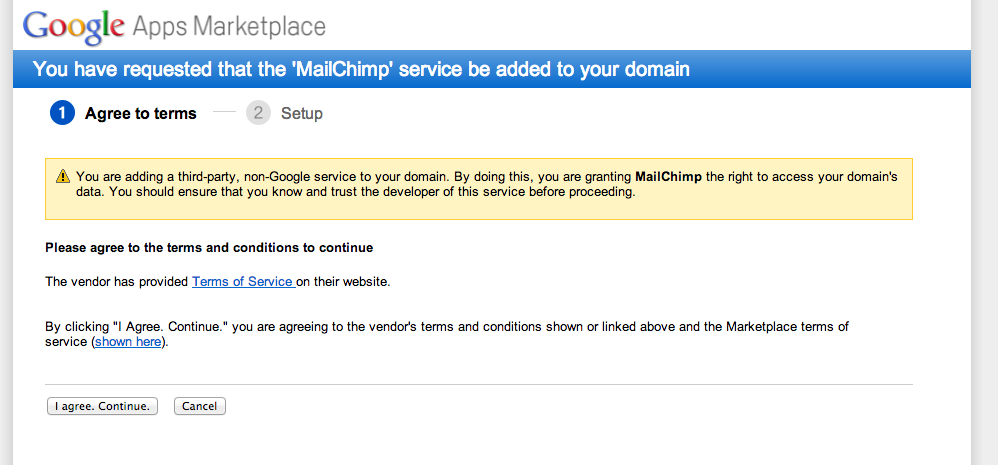 Google Apps Marketplace
You have requested that the 'MailChimp' service be added to your domain
1 Agree to terms 2 Setup
You are adding a third-party, non-Google service to your domain. By doing this, you are granting MailChimp the right to access your domain's
data. You should ensure that you know and trust the developer of this service before proceeding.
Please agree to the terms and conditions to continue
The vendor has provided Terms of Service on their website.
By clicking "I Agree. Continue." you are agreeing to the vendor's terms and conditions shown or linked above and the Marketplace terms of
service (shown here).
I agree. Continue. Cancel